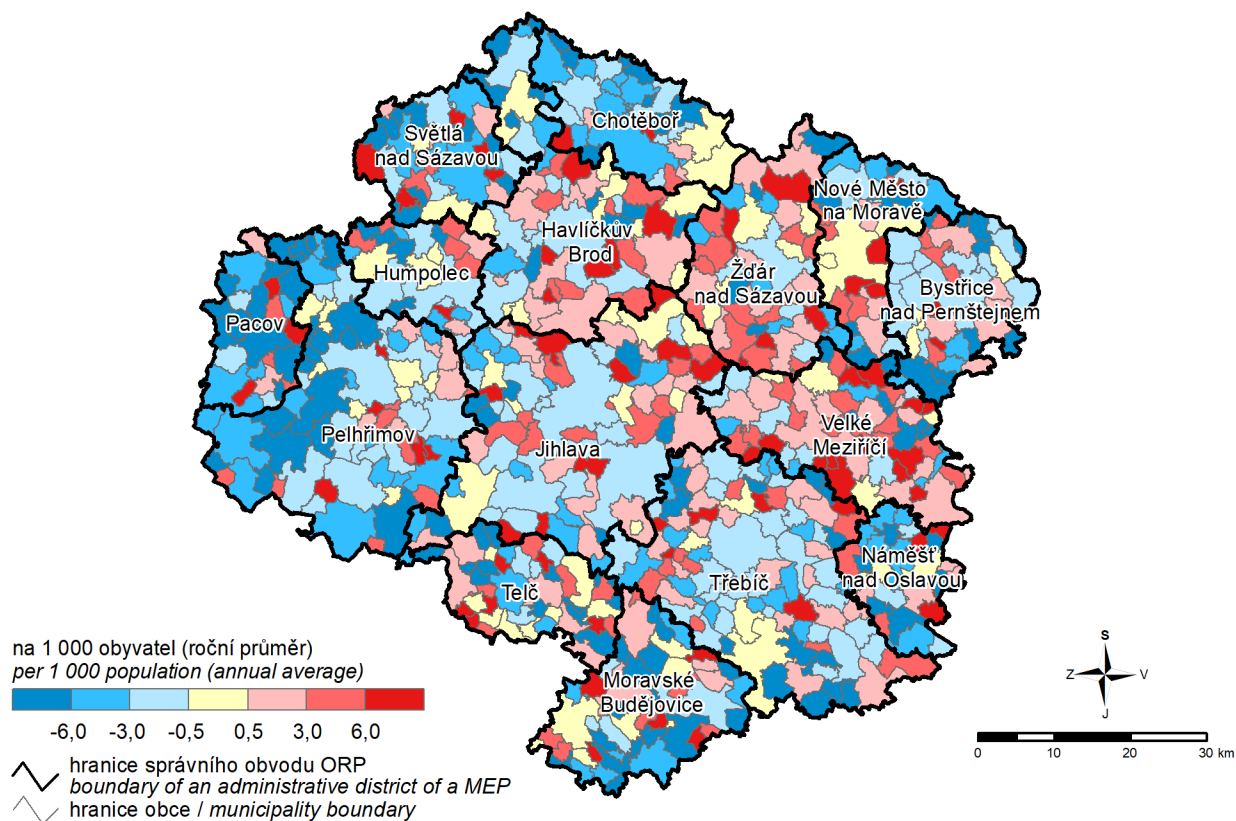 Chotěboř
Světlá
nad Sázavou
Nové Město
na Moravě
Havlíčkův
Brod
Humpolec
Žďár
nad Sázavou
Bystřice
nad Pernštejnem
Pacov
Pelhřimov
Jihlava
Velké
Meziříčí
Náměšť
nad Oslavou
Třebíč
Telč
Moravské
Budějovice
na 1 000 obyvatel (roční průměr)
per 1 000 population (annual average)
-6,0 -3,0 -0,5 0,5 3,0 6,0
hranice správního obvodu ORP
boundary of an administrative district of a MEP
hranice obce / municipality boundary
S
Z V
J
0 10 20 30 km